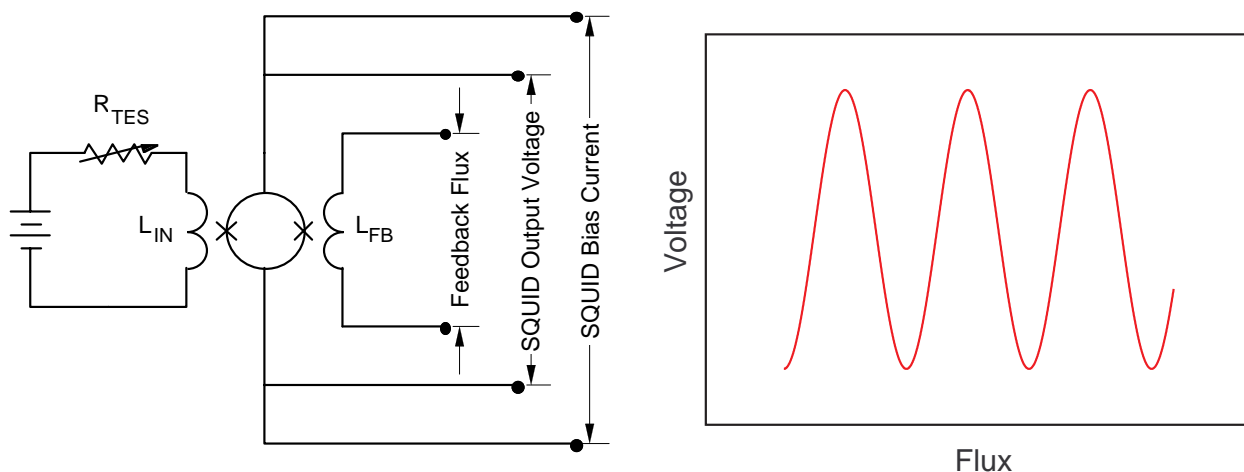 R_TES
L_IN
L_FB
Feedback Flux
SQUID Output Voltage
SQUID Bias Current
Voltage
Flux